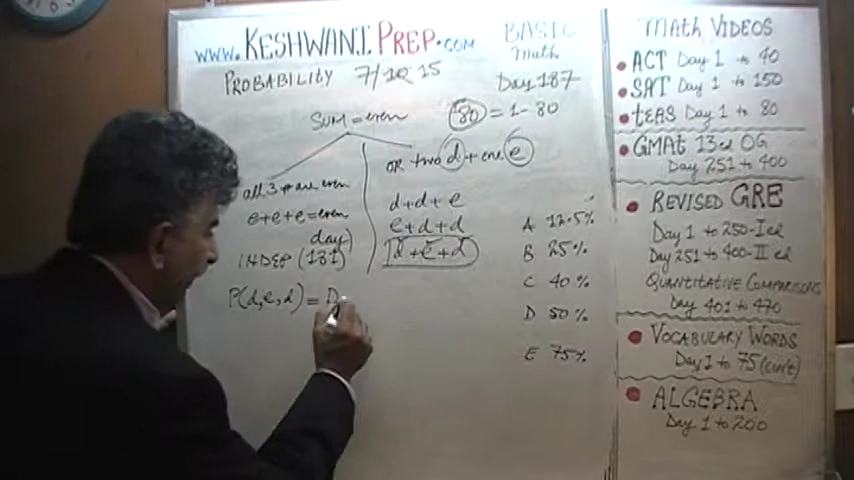 www.KESHWANIPREP.COM
PROBABILITY 7/10 15
BASIC
Math
Day 187
SUM = even
80 = 1-80
all 3 # are even
e+e+e = even
day)
INDEP (181)
P(d,e,d) = D
OR two d + one e
d+d+e
e+d+d
d+e+d
A 12.5%
B 25%
C 40%
D 50%
E 75%
Math VIDEOS
ACT Day 1 to 40
SAT Day 1 to 150
tEAS Day 1 to 80
GMAt 13ed OG
Day 251 to 400
REVISED GRE
Day 1 to 250-I ed
Day 251 to 400-II ed
QUANTITATIVE COMPARISONS
Day 401 to 470
VOCABULARY WORDS
Day 1 to 75 (cur't)
ALGEBRA
Day 1 to 200